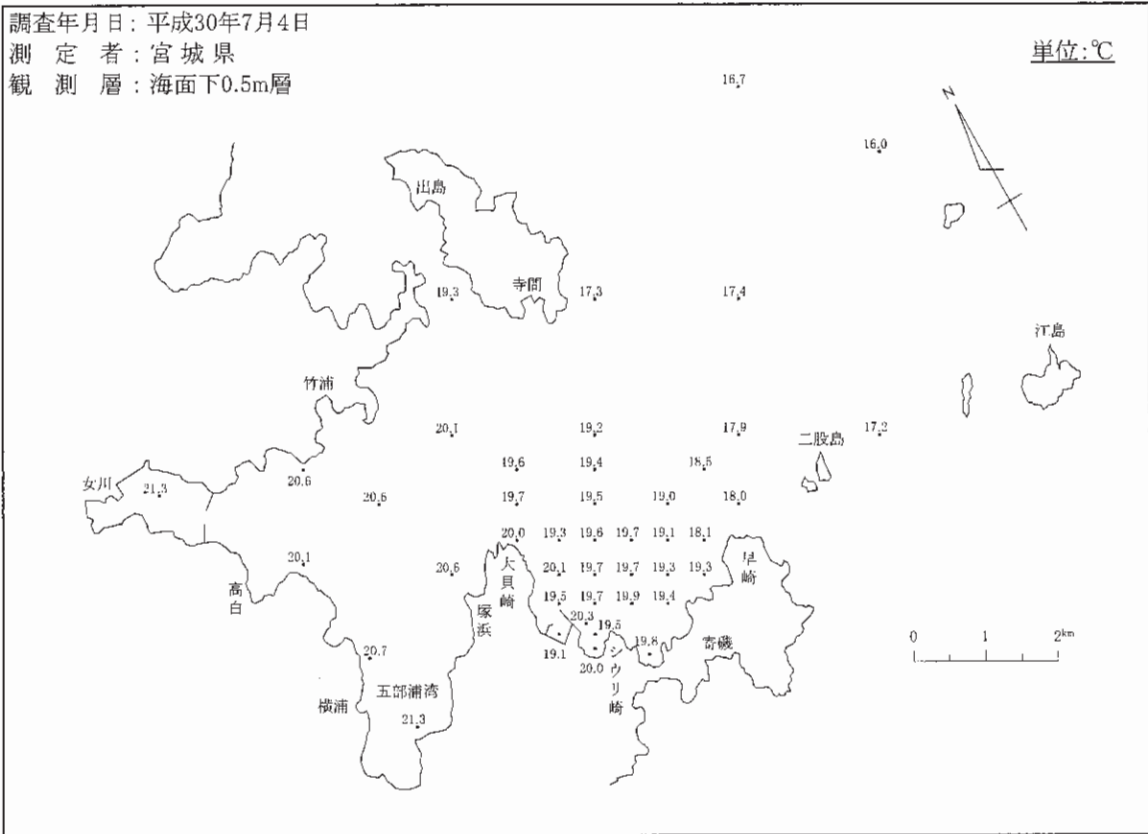 調査年月日：平成30年7月4日
測　定　者：宮 城 県
観　測　層：海面下0.5m層
単位:℃
16.7
N
16.0
出島
寺間
19.3
17.3
17.4
江島
竹浦
20.1
19.2
17.9
17.2
二股島
19.6
19.4
18.5
女川
21.3
20.6
20.6
19.7
19.5
19.0
18.0
20.0
19.3
19.6
19.7
19.1
18.1
20.1
20.6
大貝崎
20.1
19.7
19.7
19.3
19.3
早崎
高白
塚浜
19.5
19.7
19.9
19.4
20.3
19.5
19.1
20.0
シウリ崎
19.8
寄磯
0 1 2km
20.7
五部浦湾
横浦
21.3